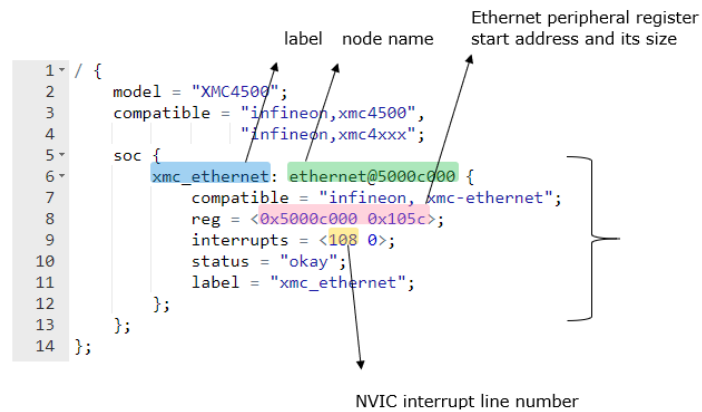 Ethernet peripheral register
label node name start address and its size
1 / {
2 model = "XMC4500";
3 compatible = "infineon,xmc4500",
4 "infineon,xmc4xxx";
5 soc {
6 xmc_ethernet: ethernet@5000c000 {
7 compatible = "infineon, xmc-ethernet";
8 reg = <0x5000c000 0x105c>;
9 interrupts = <108 0>;
10 status = "okay";
11 label = "xmc_ethernet";
12 };
13 };
14 };
NVIC interrupt line number